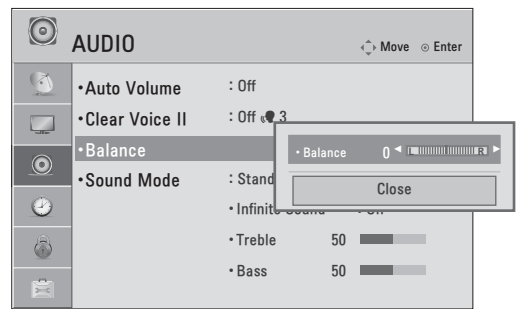 AUDIO
Move Enter
•Auto Volume : Off
•Clear Voice II : Off 3
•Balance
•Sound Mode : Stand
• Infinite Sound
• Treble 50
• Bass 50
• Balance 0 L R
Close